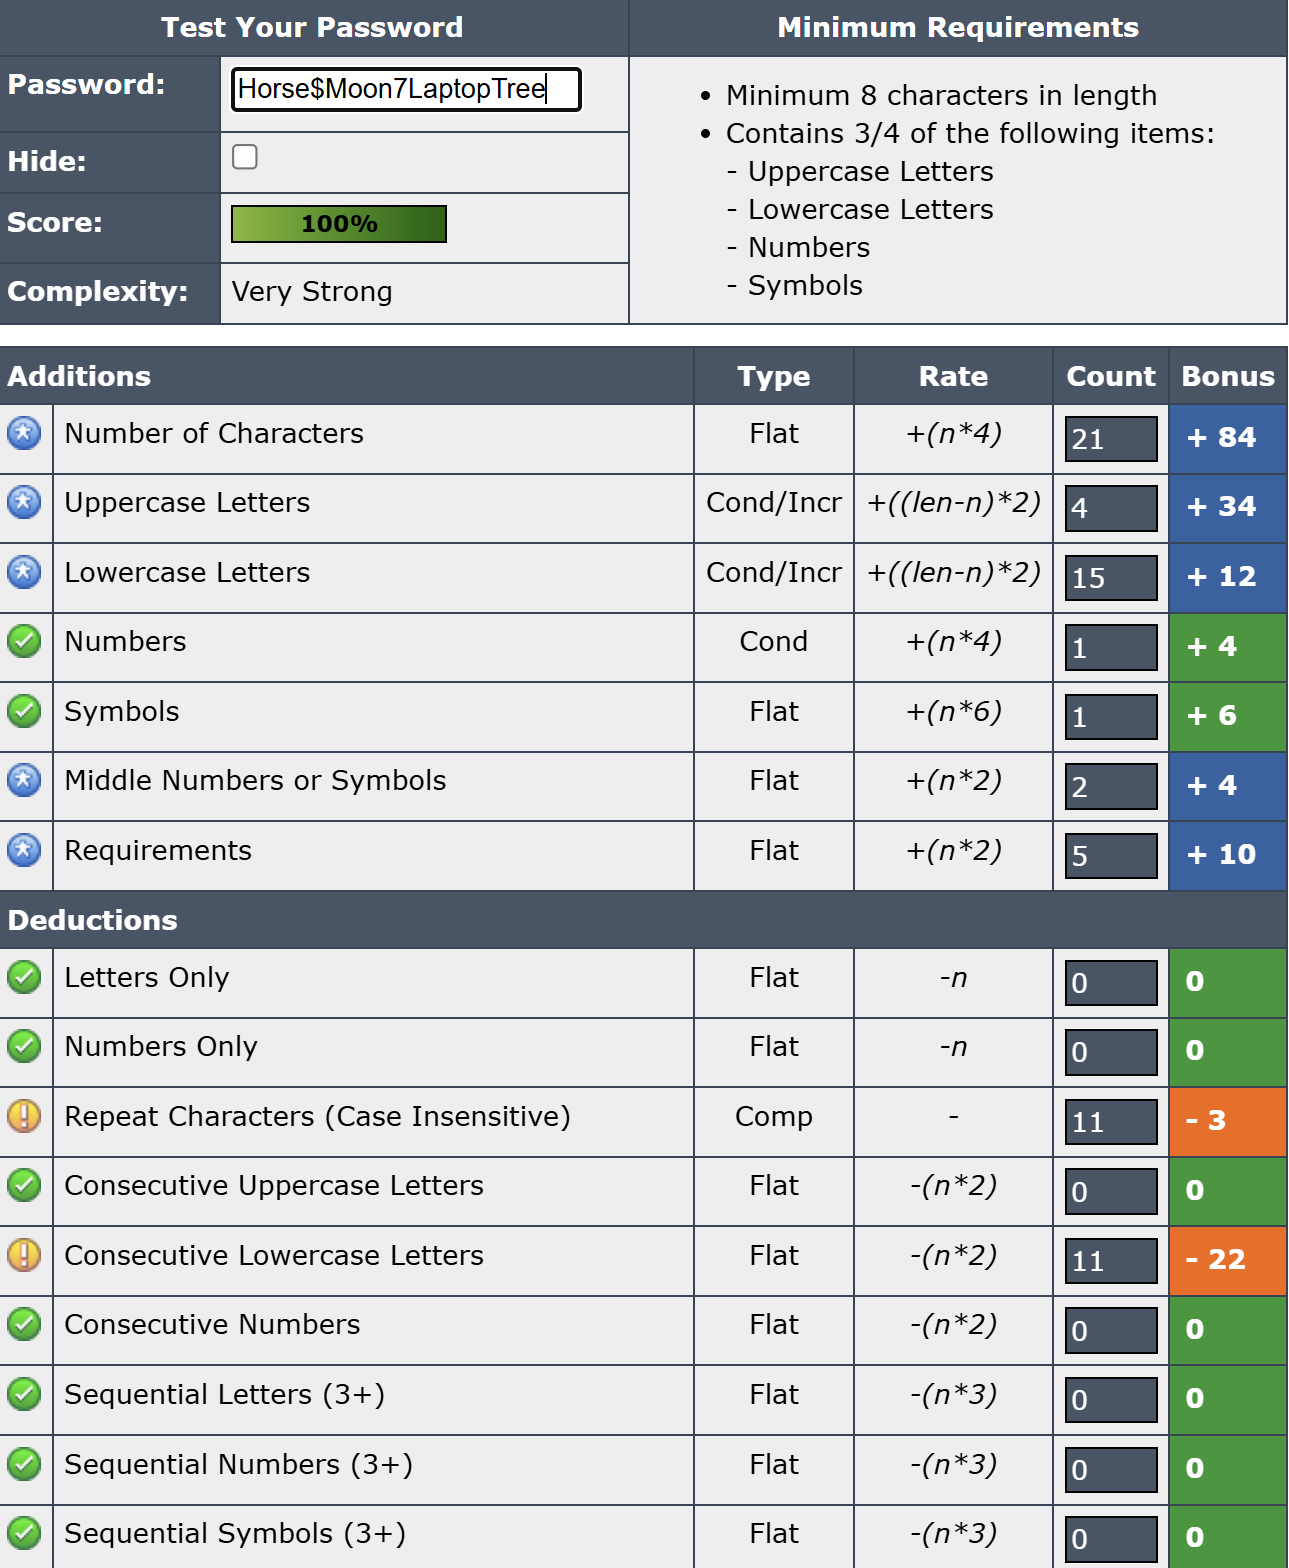 Test Your Password Minimum Requirements
Password: Horse$Moon7LaptopTree
Hide:
Score: 100%
Complexity: Very Strong
• Minimum 8 characters in length
• Contains 3/4 of the following items:
- Uppercase Letters
- Lowercase Letters
- Numbers
- Symbols
Additions Type Rate Count Bonus
Number of Characters Flat +(n*4) 21 + 84
Uppercase Letters Cond/Incr +((len-n)*2) 4 + 34
Lowercase Letters Cond/Incr +((len-n)*2) 15 + 12
Numbers Cond +(n*4) 1 + 4
Symbols Flat +(n*6) 1 + 6
Middle Numbers or Symbols Flat +(n*2) 2 + 4
Requirements Flat +(n*2) 5 + 10
Deductions
Letters Only Flat -n 0 0
Numbers Only Flat -n 0 0
Repeat Characters (Case Insensitive) Comp - 11 - 3
Consecutive Uppercase Letters Flat -(n*2) 0 0
Consecutive Lowercase Letters Flat -(n*2) 11 - 22
Consecutive Numbers Flat -(n*2) 0 0
Sequential Letters (3+) Flat -(n*3) 0 0
Sequential Numbers (3+) Flat -(n*3) 0 0
Sequential Symbols (3+) Flat -(n*3) 0 0